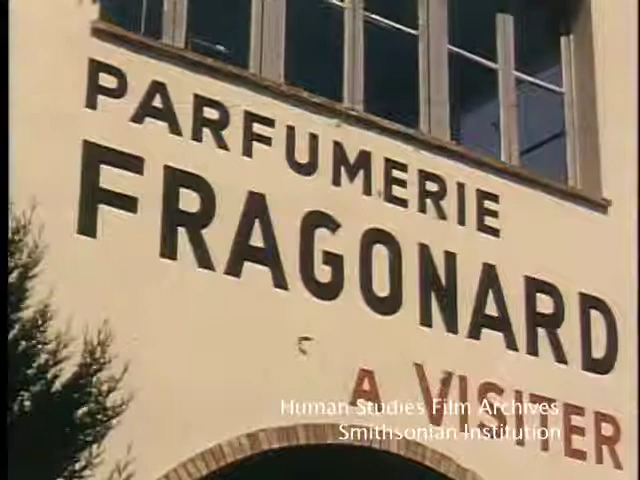 PARFUMERIE
FRAGONARD
A VISITER
Human Studies Film Archives
Smithsonian Institution